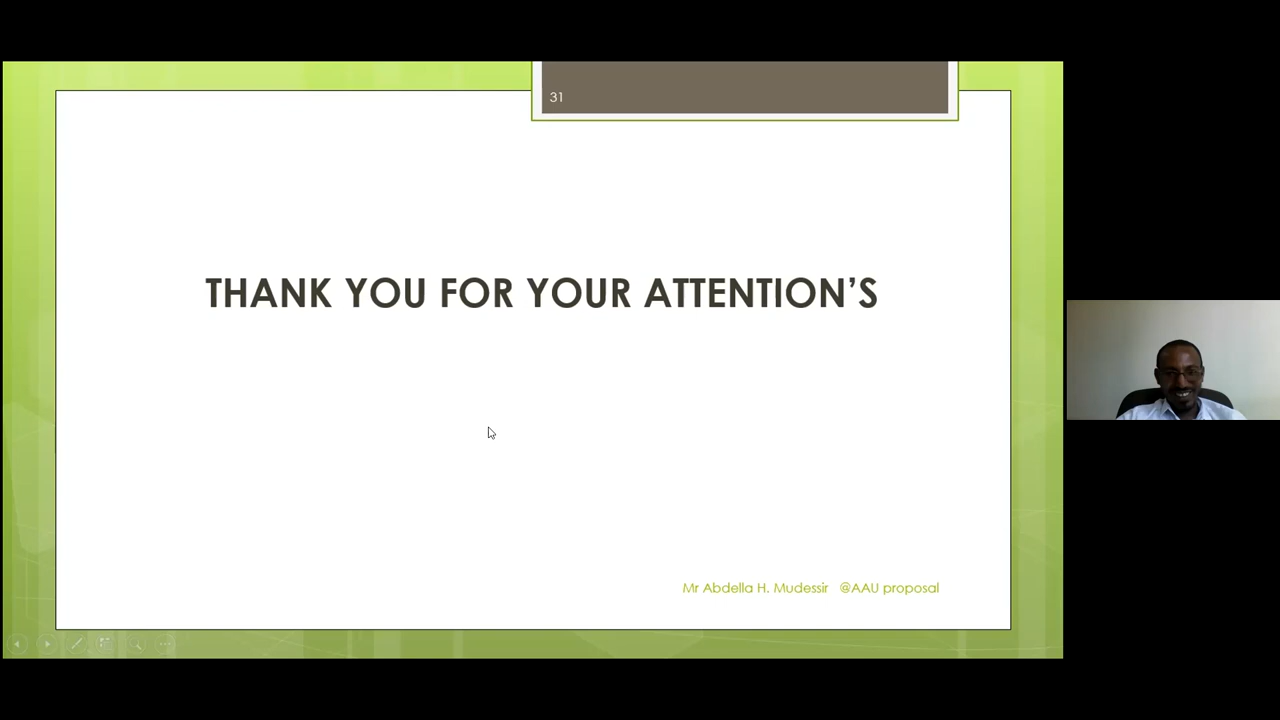 31
THANK YOU FOR YOUR ATTENTION’S
Mr Abdella H. Mudessir @AAU proposal